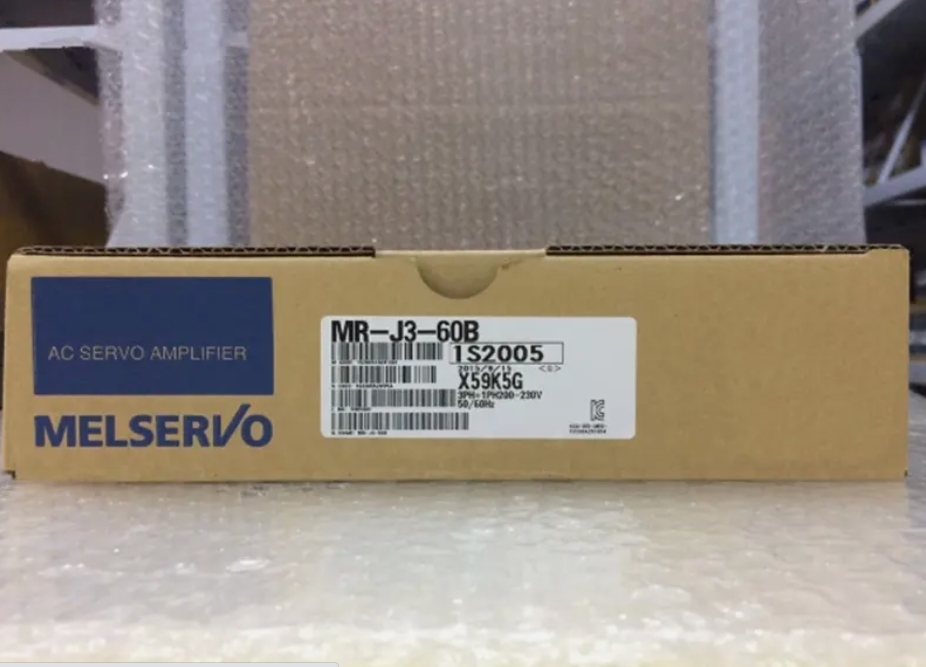 AC SERVO AMPLIFIER
MELSERVO
MR-J3-60B
1S2005
X59K5G
3PH+1PH200-230V
50/60Hz